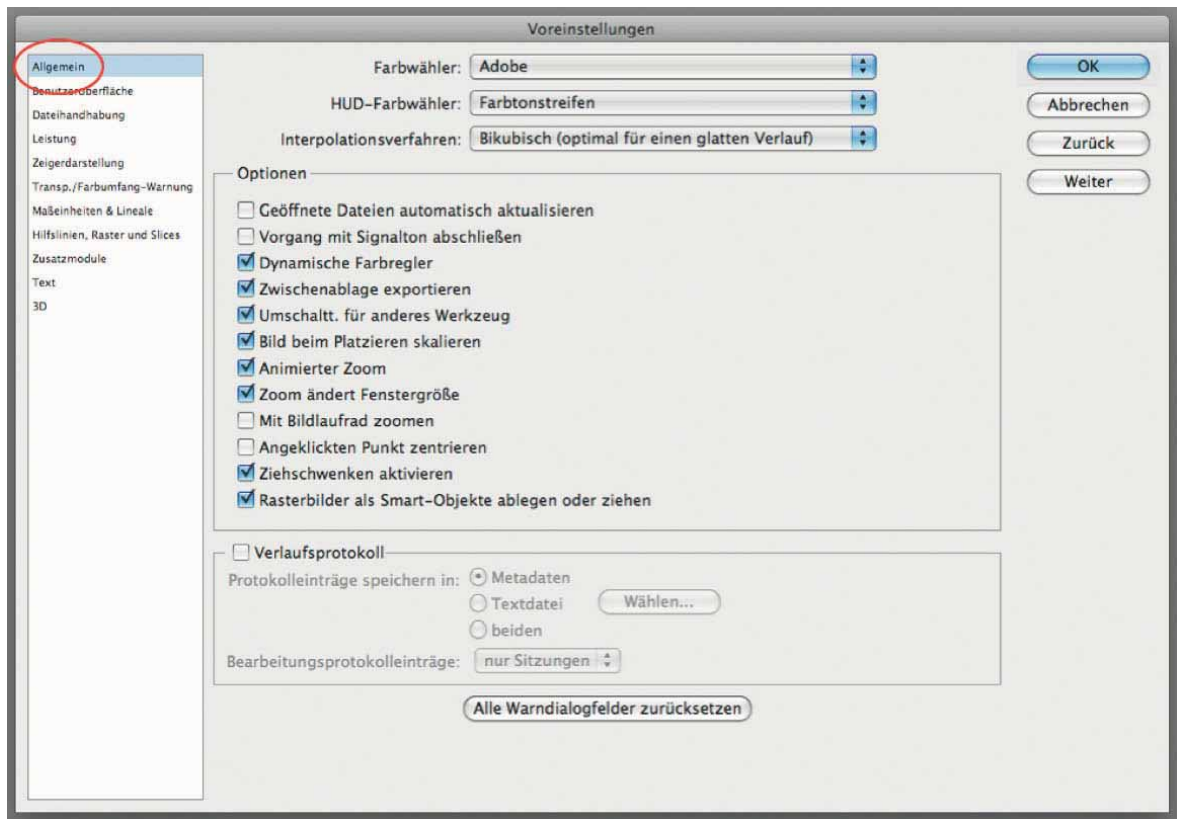 Voreinstellungen
Allgemein
Benutzeroberfläche
Dateihandhabung
Leistung
Zeigerdarstellung
Transp./Farbumfang-Warnung
Maßeinheiten & Lineale
Hilfslinien, Raster und Slices
Zusatzmodule
Text
3D
Farbwähler: Adobe
HUD-Farbwähler: Farbtonstreifen
Interpolationsverfahren: Bikubisch (optimal für einen glatten Verlauf)
Optionen
Geöffnete Dateien automatisch aktualisieren
Vorgang mit Signalton abschließen
Dynamische Farbregler
Zwischenablage exportieren
Umschaltt. für anderes Werkzeug
Bild beim Platzieren skalieren
Animierter Zoom
Zoom ändert Fenstergröße
Mit Bildlaufrad zoomen
Angeklickten Punkt zentrieren
Ziehschwenken aktivieren
Rasterbilder als Smart-Objekte ablegen oder ziehen
Verlaufsprotokoll
Protokolleinträge speichern in: Metadaten
Textdatei Wählen...
beiden
Bearbeitungsprotokolleinträge: nur Sitzungen
Alle Warndialogfelder zurücksetzen
OK
Abbrechen
Zurück
Weiter